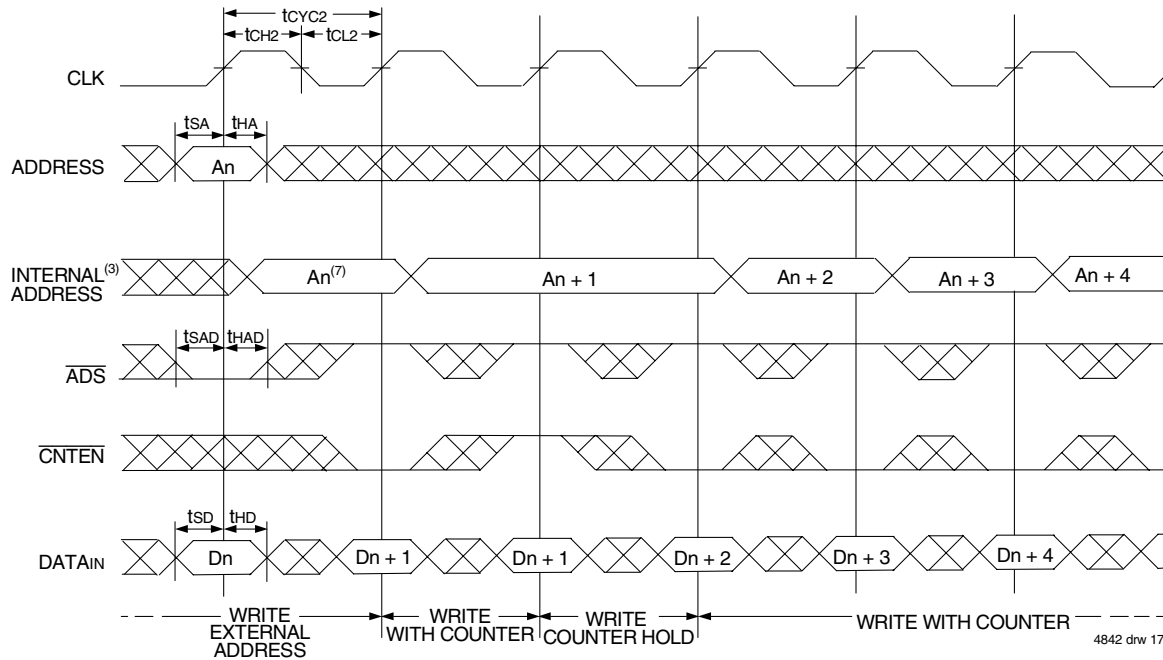 tCYC2
tCH2 tCL2
CLK
tSA tHA
ADDRESS An
INTERNAL(3)
ADDRESS
An(7) An + 1 An + 2 An + 3 An + 4
tSAD tHAD
ADS
CNTEN
tSD tHD
DATAIN Dn Dn + 1 Dn + 1 Dn + 2 Dn + 3 Dn + 4
WRITE
EXTERNAL
ADDRESS
WRITE
WITH COUNTER
WRITE
COUNTER HOLD
WRITE WITH COUNTER
4842 drw 17